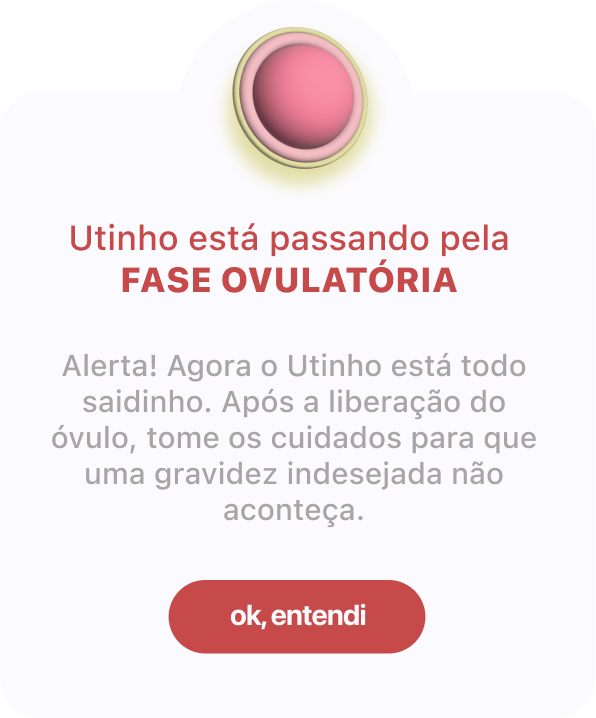 Utinho está passando pela
FASE OVULATÓRIA
Alerta! Agora o Utinho está todo
saidinho. Após a liberação do
óvulo, tome os cuidados para que
uma gravidez indesejada não
aconteça.
ok, entendi